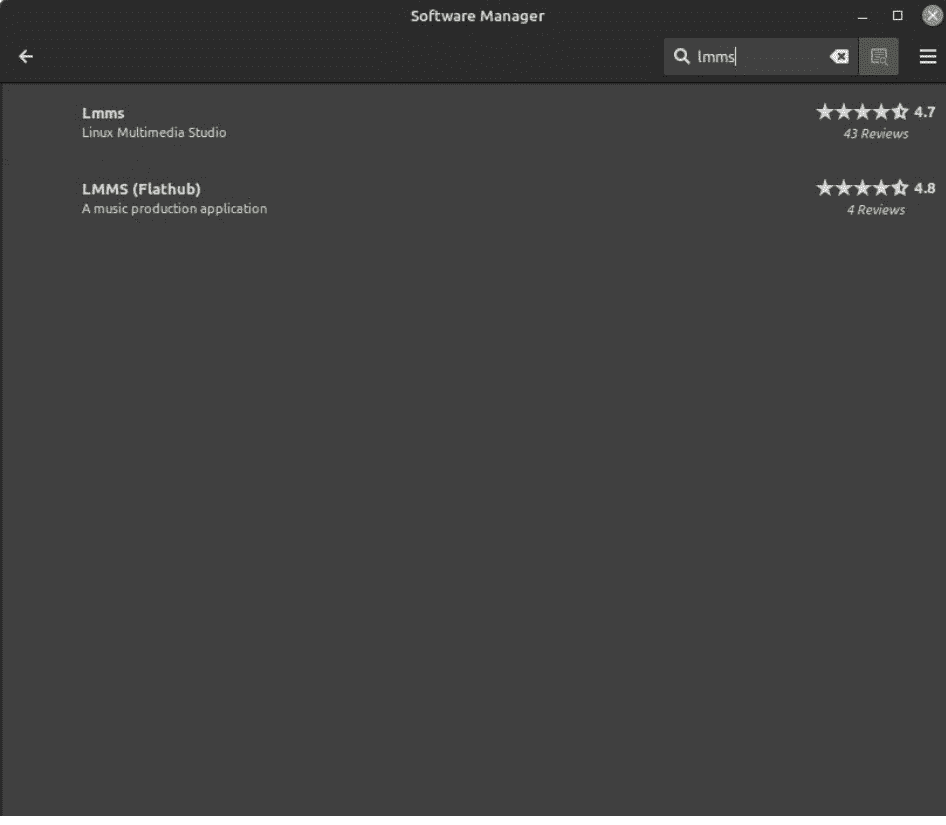 Software Manager
lmms
Lmms
4.7
Linux Multimedia Studio
43 Reviews
LMMS (Flathub)
4.8
A music production application
4 Reviews